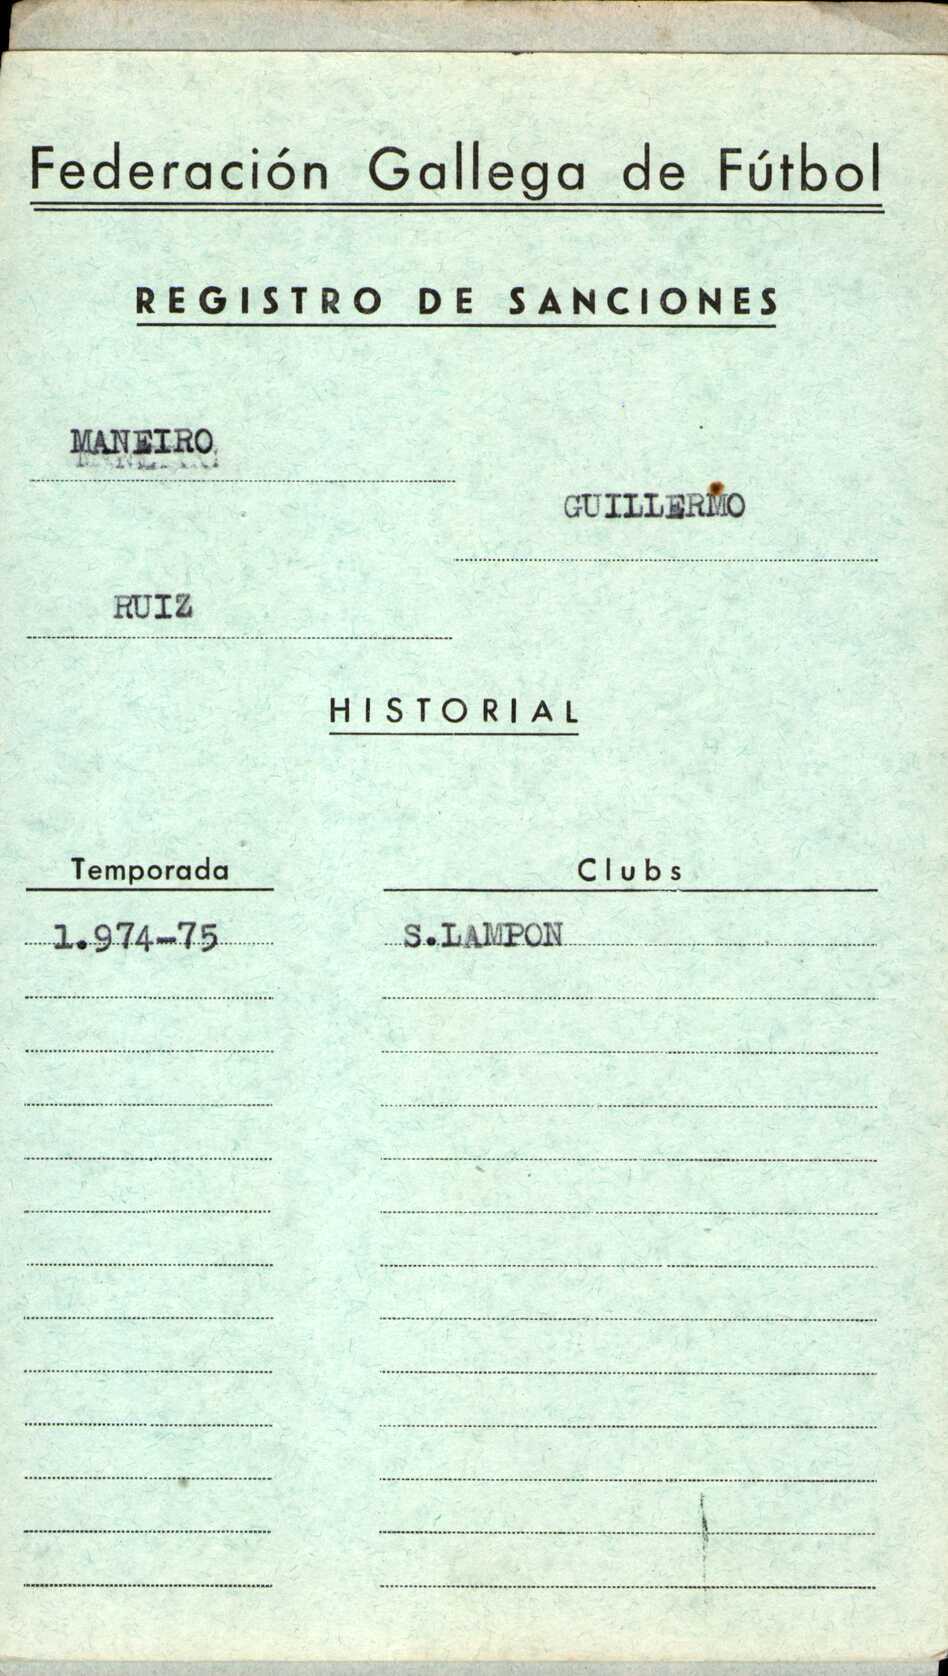 Federación Gallega de Fútbol
REGISTRO DE SANCIONES
MANEIRO
GUILLERMO
RUIZ
HISTORIAL
Temporada Clubs
1.974-75 S.LAMPON